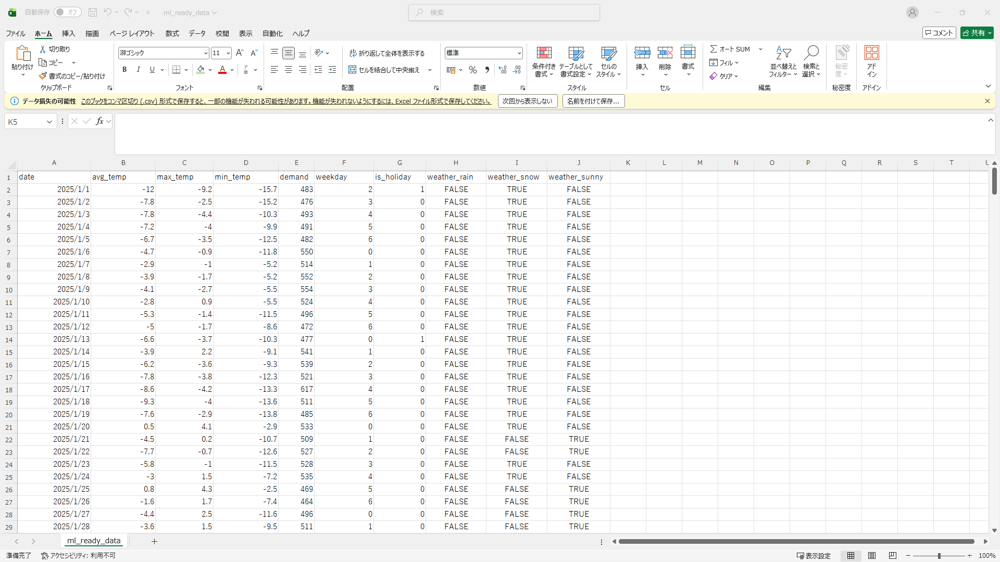 自動保存 オフ ml_ready_data 検索
ファイル ホーム 挿入 描画 ページ レイアウト 数式 データ 校閲 表示 自動化 ヘルプ コメント 共有
貼り付け 切り取り コピー 書式のコピー/貼り付け クリップボード
游ゴシック 11 B I U A フォント
折り返して全体を表示する セルを結合して中央揃え 配置
標準 % 数値
条件付き書式 テーブルとして書式設定 セルのスタイル スタイル
挿入 削除 書式 セル
オート SUM フィル クリア 並べ替えとフィルター 検索と選択 編集
秘密度 秘密度
アドイン アドイン
データ損失の可能性 このブックをコンマ区切り (.csv) 形式で保存すると、一部の機能が失われる可能性があります。機能が失われないようにするには、Excel ファイル形式で保存してください。 次回から表示しない 名前を付けて保存...
K5 fx
A B C D E F G H I J K L M N O P Q R S T U
1 date avg_temp max_temp min_temp demand weekday is_holiday weather_rain weather_snow weather_sunny
2 2025/1/1 -12 -9.2 -15.7 483 2 1 FALSE TRUE FALSE
3 2025/1/2 -7.8 -2.5 -15.2 476 3 0 FALSE TRUE FALSE
4 2025/1/3 -7.8 -4.4 -10.3 493 4 0 FALSE TRUE FALSE
5 2025/1/4 -7.2 -4 -9.9 491 5 0 FALSE TRUE FALSE
6 2025/1/5 -6.7 -3.5 -12.5 482 6 0 FALSE TRUE FALSE
7 2025/1/6 -4.7 -0.9 -11.8 550 0 0 FALSE TRUE FALSE
8 2025/1/7 -2.9 -1 -5.2 514 1 0 FALSE TRUE FALSE
9 2025/1/8 -3.9 -1.7 -5.2 552 2 0 FALSE TRUE FALSE
10 2025/1/9 -4.1 -2.7 -5.5 554 3 0 FALSE TRUE FALSE
11 2025/1/10 -2.8 0.9 -5.5 524 4 0 FALSE TRUE FALSE
12 2025/1/11 -5.3 -1.4 -11.5 496 5 0 FALSE TRUE FALSE
13 2025/1/12 -5 -1.7 -8.6 472 6 0 FALSE TRUE FALSE
14 2025/1/13 -6.6 -3.7 -10.3 477 0 1 FALSE TRUE FALSE
15 2025/1/14 -3.9 2.2 -9.1 541 1 0 FALSE TRUE FALSE
16 2025/1/15 -6.2 -3.6 -9.3 539 2 0 FALSE TRUE FALSE
17 2025/1/16 -7.8 -3.8 -12.3 521 3 0 FALSE TRUE FALSE
18 2025/1/17 -8.6 -4.2 -13.3 617 4 0 FALSE TRUE FALSE
19 2025/1/18 -9.3 -4 -13.6 511 5 0 FALSE TRUE FALSE
20 2025/1/19 -7.6 -2.9 -13.8 485 6 0 FALSE TRUE FALSE
21 2025/1/20 0.5 4.1 -2.9 533 0 0 FALSE TRUE FALSE
22 2025/1/21 -4.5 0.2 -10.7 509 1 0 FALSE FALSE TRUE
23 2025/1/22 -7.7 -0.7 -12.6 527 2 0 FALSE FALSE TRUE
24 2025/1/23 -5.8 -1 -11.5 528 3 0 FALSE TRUE FALSE
25 2025/1/24 -3 1.5 -7.2 535 4 0 FALSE TRUE FALSE
26 2025/1/25 0.8 4.3 -2.5 469 5 0 FALSE FALSE TRUE
27 2025/1/26 -1.6 1.7 -7.4 464 6 0 FALSE FALSE TRUE
28 2025/1/27 -4.4 2.5 -11.6 496 0 0 FALSE FALSE TRUE
29 2025/1/28 -3.6 1.5 -9.5 511 1 0 FALSE FALSE TRUE
ml_ready_data
準備完了 アクセシビリティ: 利用不可 表示設定 100%